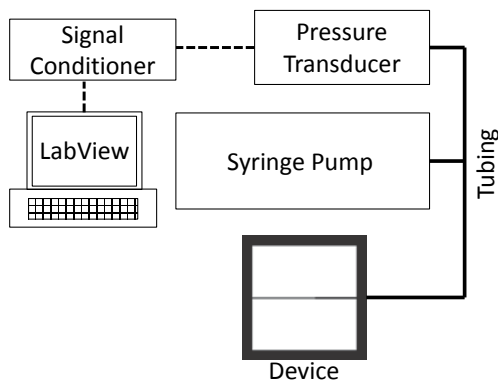 Signal
Conditioner
Pressure
Transducer
LabView
Syringe Pump
Tubing
Device